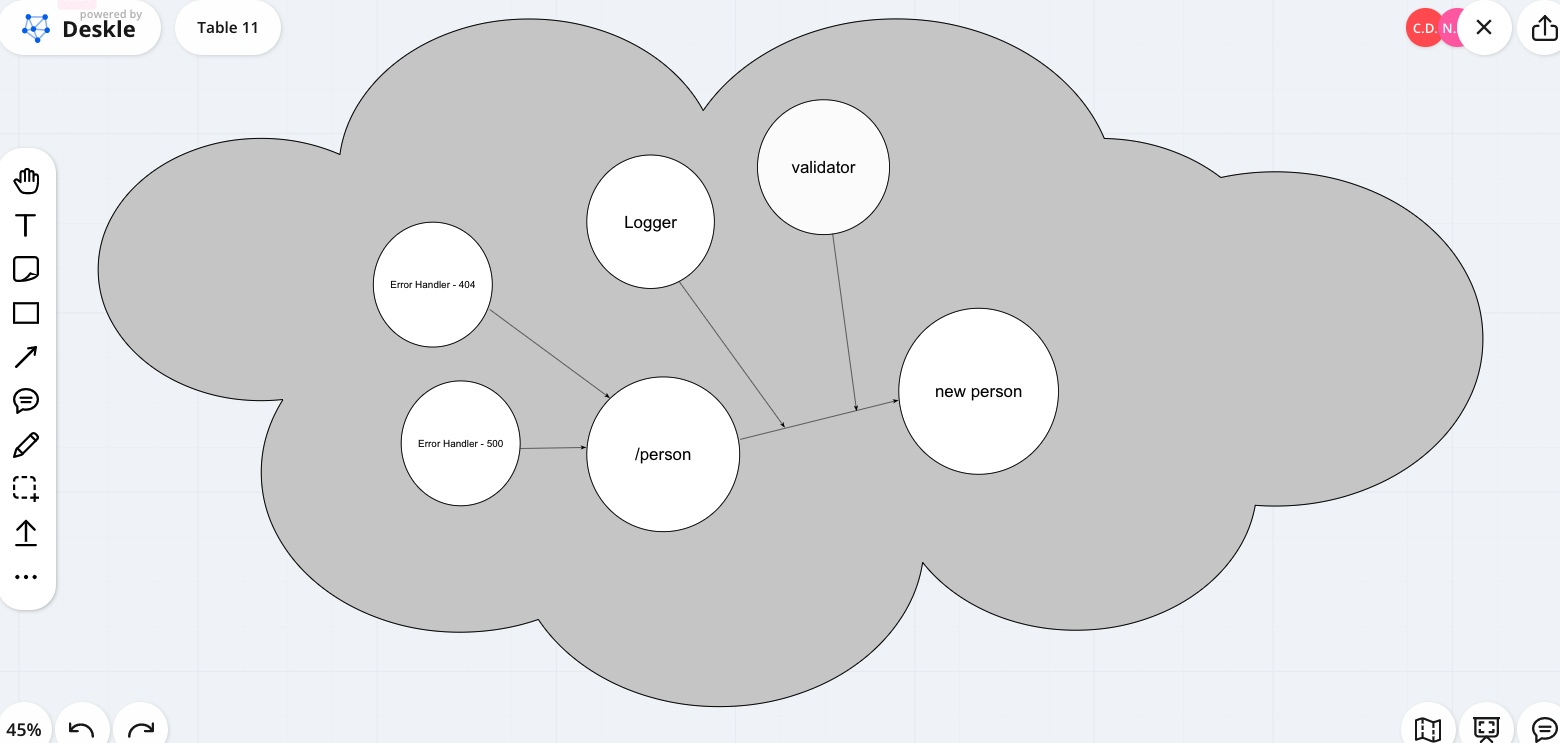 powered by
Deskle
Table 11
C.D.
N.
validator
Logger
Error Handler - 404
new person
Error Handler - 500
/person
45%